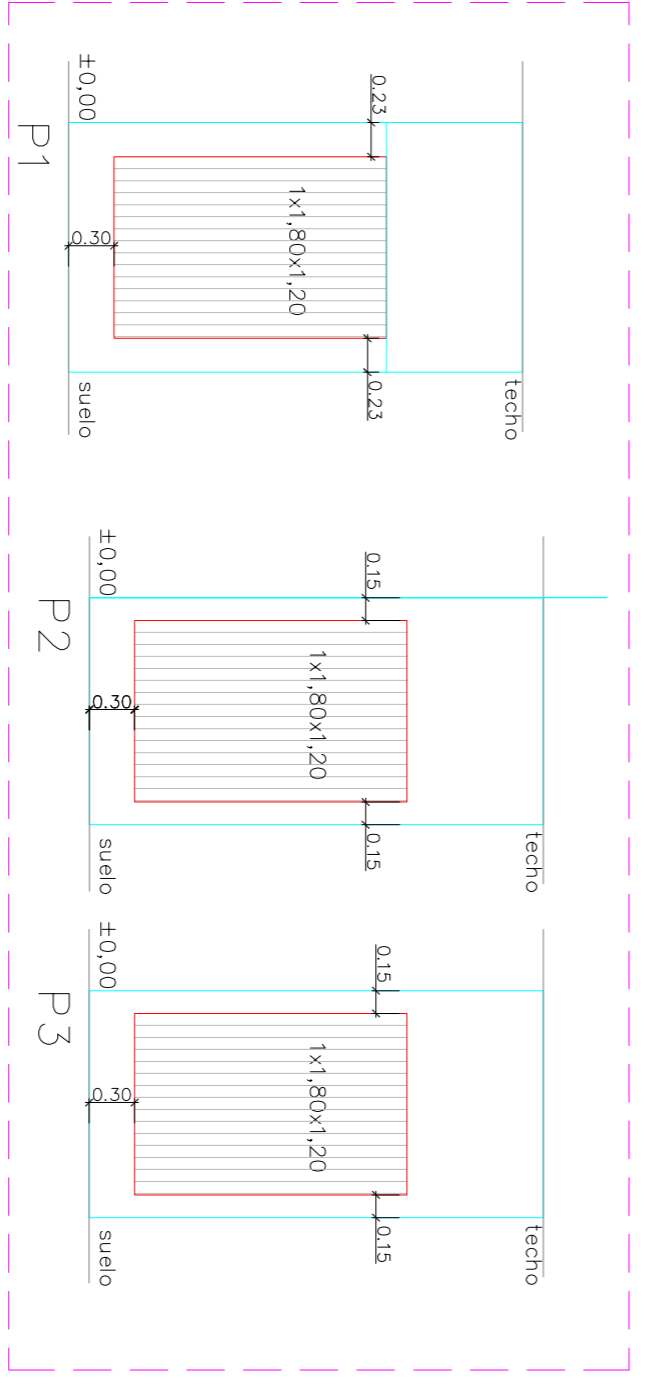 0.23
±0,00
P1
1x1,80x1,20
0.30
0.23
techo
suelo
0.15
±0,00
P2
1x1,80x1,20
0.30
0.15
techo
suelo
0.15
±0,00
P3
1x1,80x1,20
0.30
0.15
techo
suelo